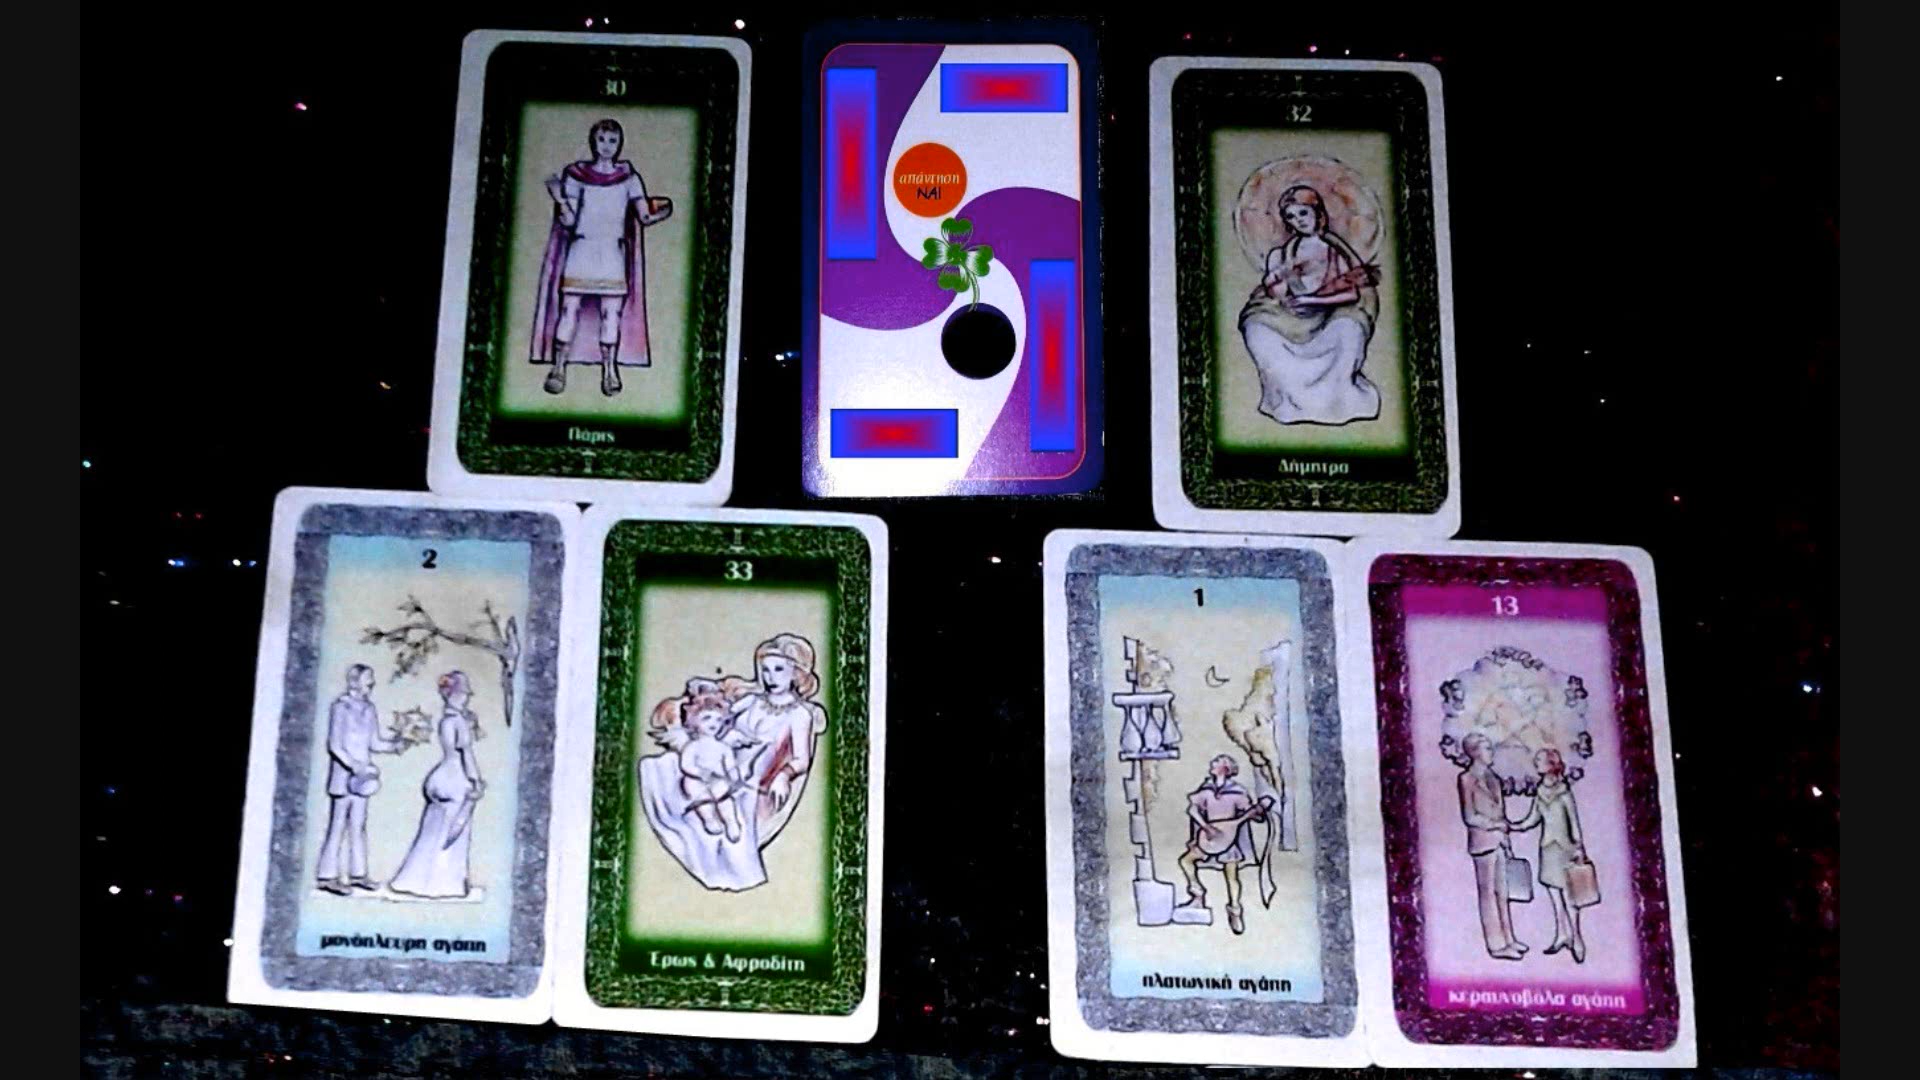 30
Πάρις
απάντηση
ΝΑΙ
32
Δήμητρα
2
μονόπλευρη αγάπη
33
Έρως & Αφροδίτη
1
πλατωνική αγάπη
13
κεραυνοβόλα αγάπη